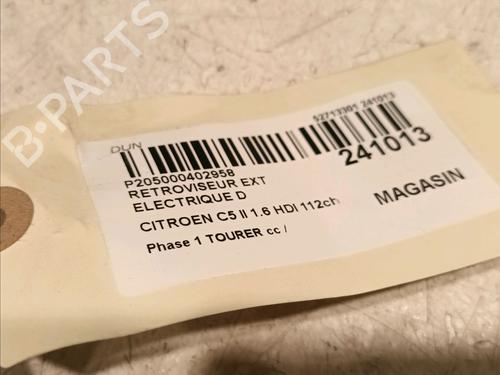 B-PARTS
DUN
52713301 241013
241013
P205000402958
RETROVISEUR EXT
ELECTRIQUE D
CITROEN C5 II 1.6 HDI 112ch
MAGASIN
Phase 1 TOURER cc /